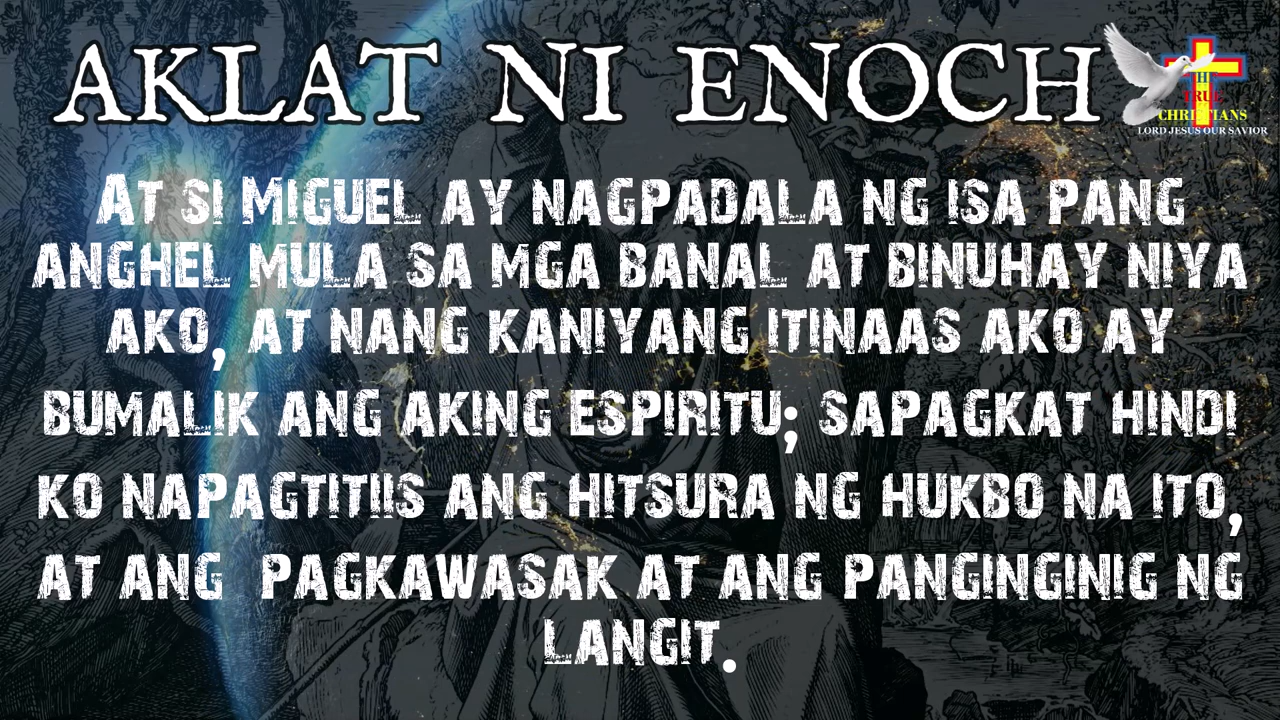 AKLAT NI ENOCH
TRUE
CHRISTIANS
LORD JESUS OUR SAVIOR
At si Miguel ay nagpadala ng isa pang
anghel mula sa mga banal at binuhay niya
ako, at nang kaniyang itinaas ako ay
bumalik ang aking espiritu; sapagkat hindi
ko napagtitiis ang hitsura ng hukbo na ito,
at ang pagkawasak at ang panginginig ng
langit.